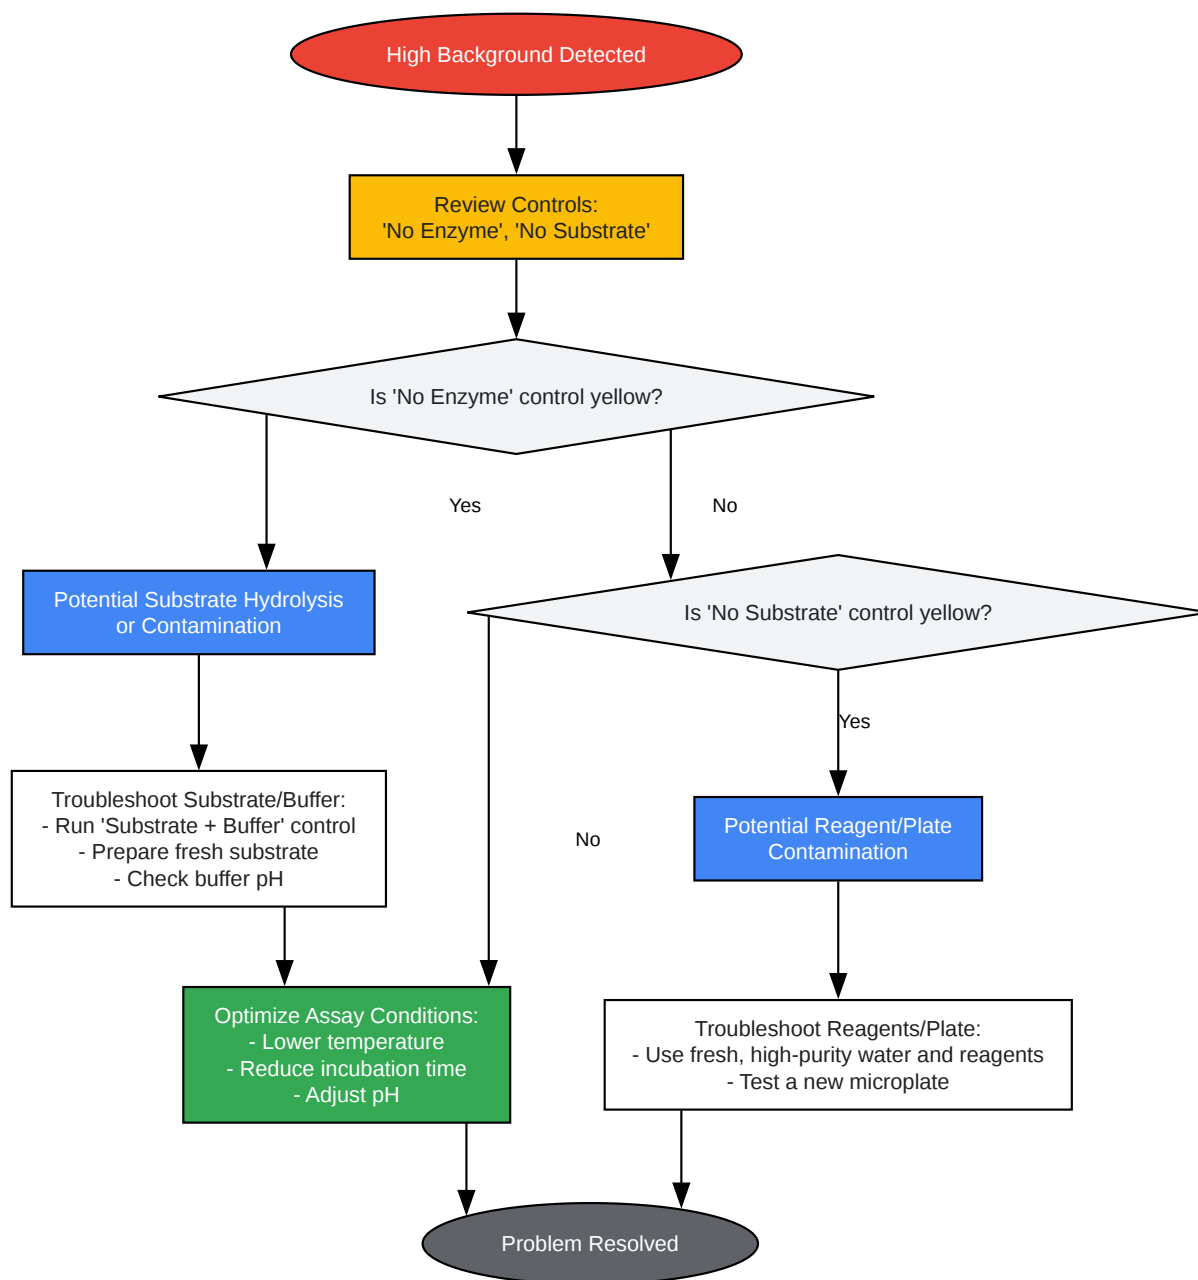 High Background Detected
Review Controls:
'No Enzyme', 'No Substrate'
Is 'No Enzyme' control yellow?
Yes
No
Potential Substrate Hydrolysis
or Contamination
Is 'No Substrate' control yellow?
Yes
Troubleshoot Substrate/Buffer:
- Run 'Substrate + Buffer' control
- Prepare fresh substrate
- Check buffer pH
No
Potential Reagent/Plate
Contamination
Optimize Assay Conditions:
- Lower temperature
- Reduce incubation time
- Adjust pH
Troubleshoot Reagents/Plate:
- Use fresh, high-purity water and reagents
- Test a new microplate
Problem Resolved